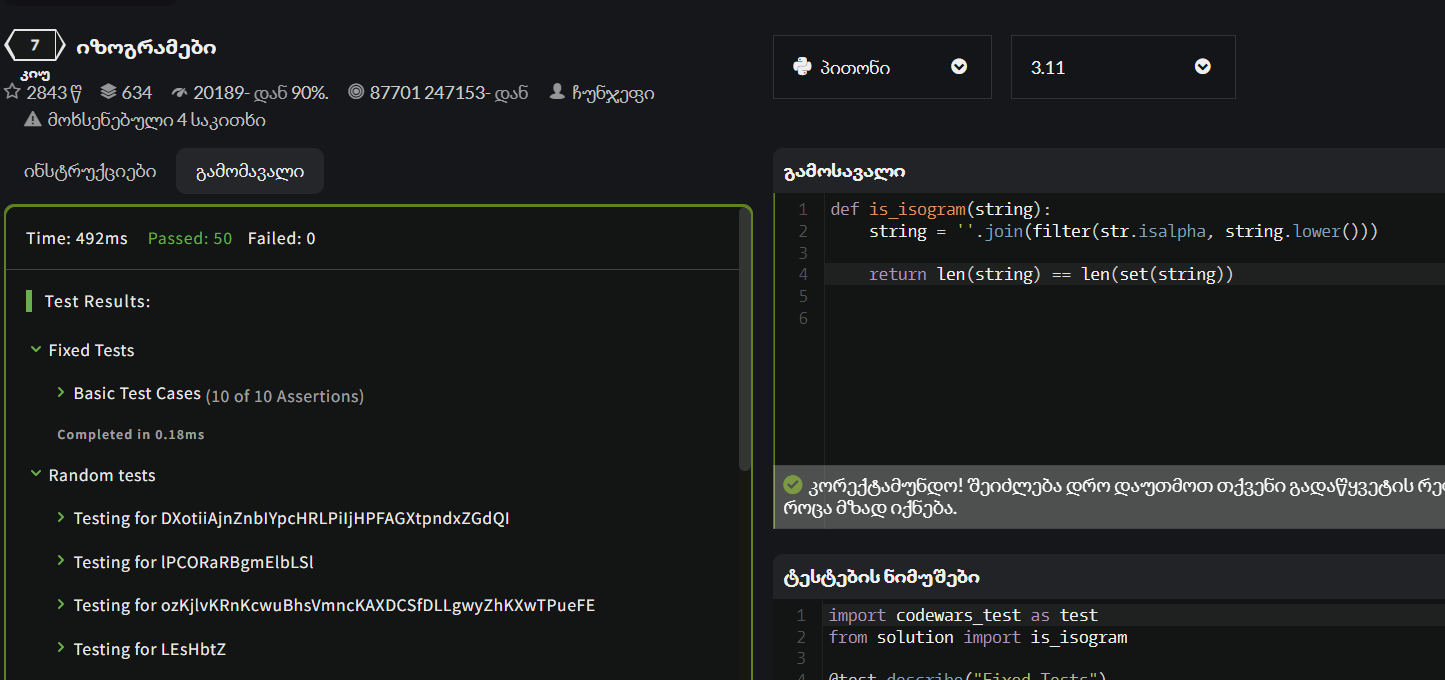 7 იზოგრამები
კიუ
2843 წ 634 20189- დან 90%. 87701 247153- დან ჩუნჯეფი
მოხსენებული 4 საკითხი
პითონი 3.11
ინსტრუქციები გამომავალი
Time: 492ms Passed: 50 Failed: 0
Test Results:
Fixed Tests
Basic Test Cases (10 of 10 Assertions)
Completed in 0.18ms
Random tests
Testing for DXotiiAjnZnbIYpcHRLPiIjHPFAGXtpndxZGdQI
Testing for lPCORaRBgmElbLSl
Testing for ozKjlvKRnKcwuBhsVmncKAXDCSfDLLgwyZhKXwTPueFE
Testing for LEsHbtZ
გამოსავალი
1 def is_isogram(string):
2 string = ''.join(filter(str.isalpha, string.lower()))
3
4 return len(string) == len(set(string))
5
6
კორექტამუნდო! შეიძლება დრო დაუთმოთ თქვენი გადაწყვეტის
როცა მზად იქნება.
ტესტების ნიმუშები
1 import codewars_test as test
2 from solution import is_isogram
3
4 @test.describe("Fixed Tests")